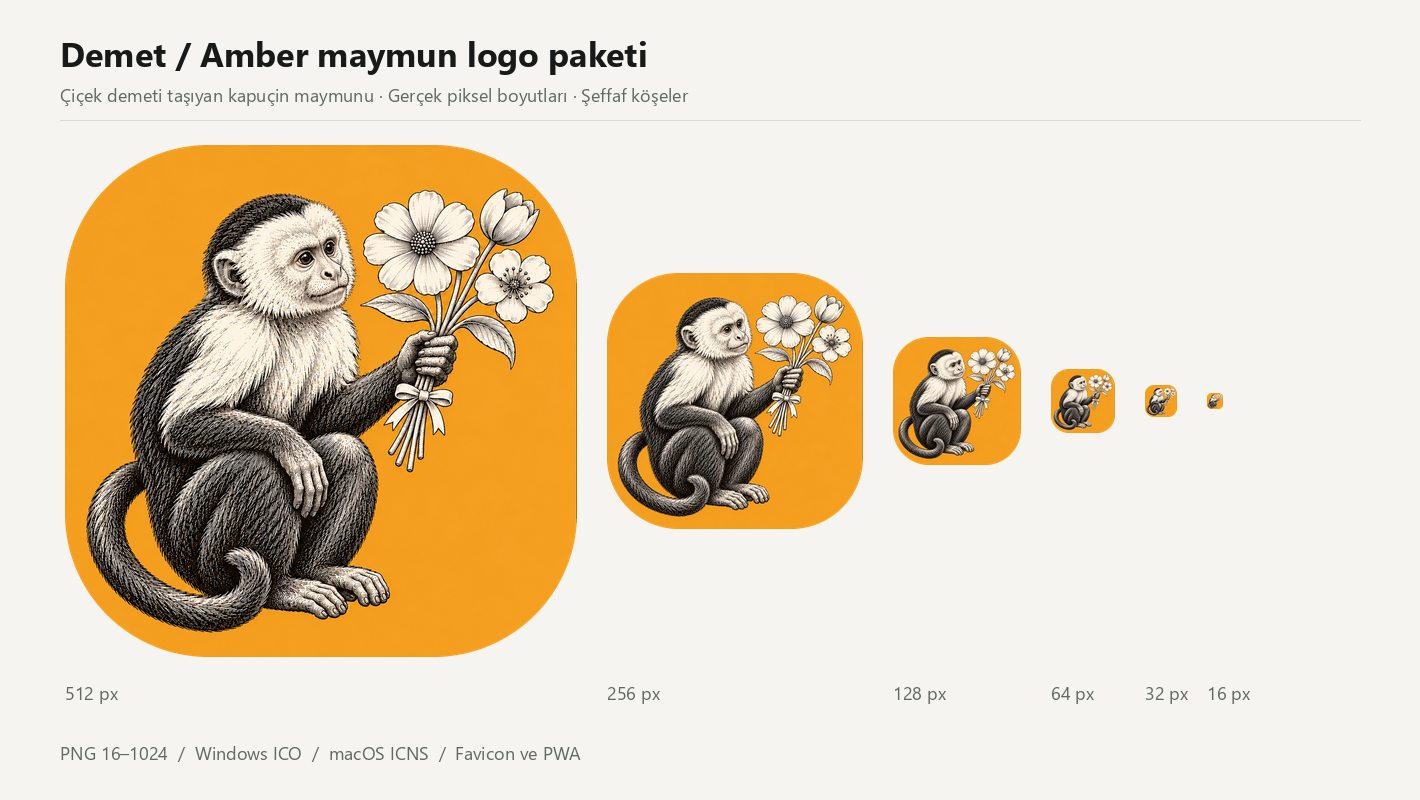 Demet / Amber maymun logo paketi
Çiçek demeti taşıyan kapuçin maymunu · Gerçek piksel boyutları · Şeffaf köşeler
512 px
256 px
128 px
64 px
32 px
16 px
PNG 16–1024 / Windows ICO / macOS ICNS / Favicon ve PWA